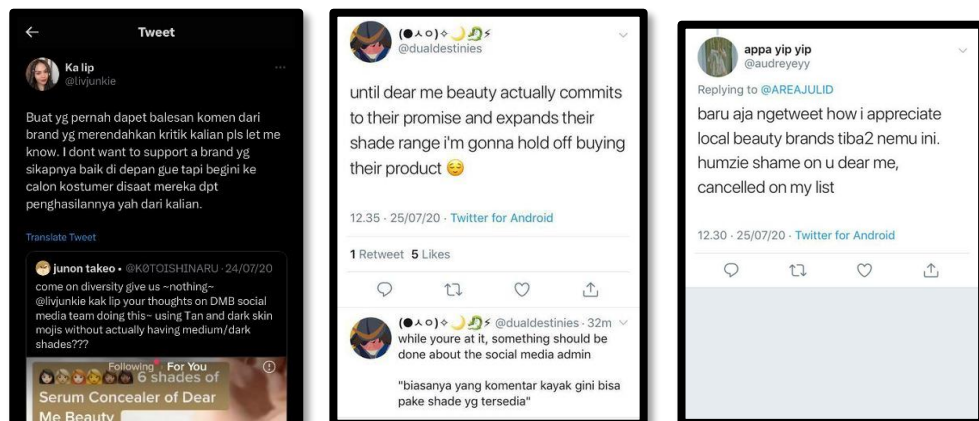 Tweet
Ka lip
@livjunkie
Buat yg pernah dapet balesan komen dari
brand yg merendahkan kritik kalian pls let me
know. I dont want to support a brand yg
sikapnya baik di depan gue tapi begini ke
calon kostumer disaat mereka dpt
penghasilannya yah dari kalian.
Translate Tweet
junon takeo • @KØTOISHINARU · 24/07/20
come on diversity give us ~nothing~
@livjunkie kak lip your thoughts on DMB social
media team doing this~ using Tan and dark skin
mojis without actually having medium/dark
shades???
Following For You
6 shades of
Serum Concealer of Dear
Me Beauty
(●ㅅ○)✧🌙🐉⚡
@dualdestinies
until dear me beauty actually commits
to their promise and expands their
shade range i'm gonna hold off buying
their product 😌
12.35 · 25/07/20 · Twitter for Android
1 Retweet 5 Likes
(●ㅅ○)✧🌙🐉⚡ @dualdestinies · 32m
while youre at it, something should be
done about the social media admin
"biasanya yang komentar kayak gini bisa
pake shade yg tersedia"
appa yip yip
@audreyeyy
Replying to @AREAJULID
baru aja ngetweet how i appreciate
local beauty brands tiba2 nemu ini.
humzie shame on u dear me,
cancelled on my list
12.30 · 25/07/20 · Twitter for Android